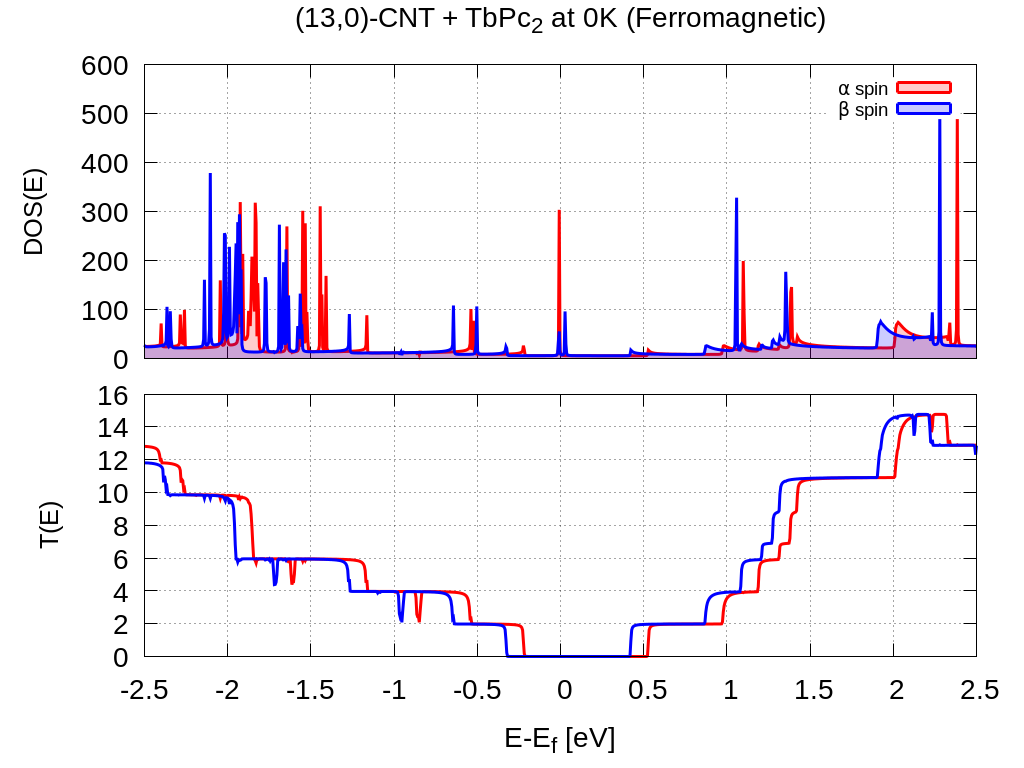 (13,0)-CNT + TbPc₂ at 0K (Ferromagnetic)
600
500
400
300
200
100
0
DOS(E)
α spin
β spin
16
14
12
10
8
6
4
2
0
T(E)
-2.5 -2 -1.5 -1 -0.5 0 0.5 1 1.5 2 2.5
E-E_f [eV]